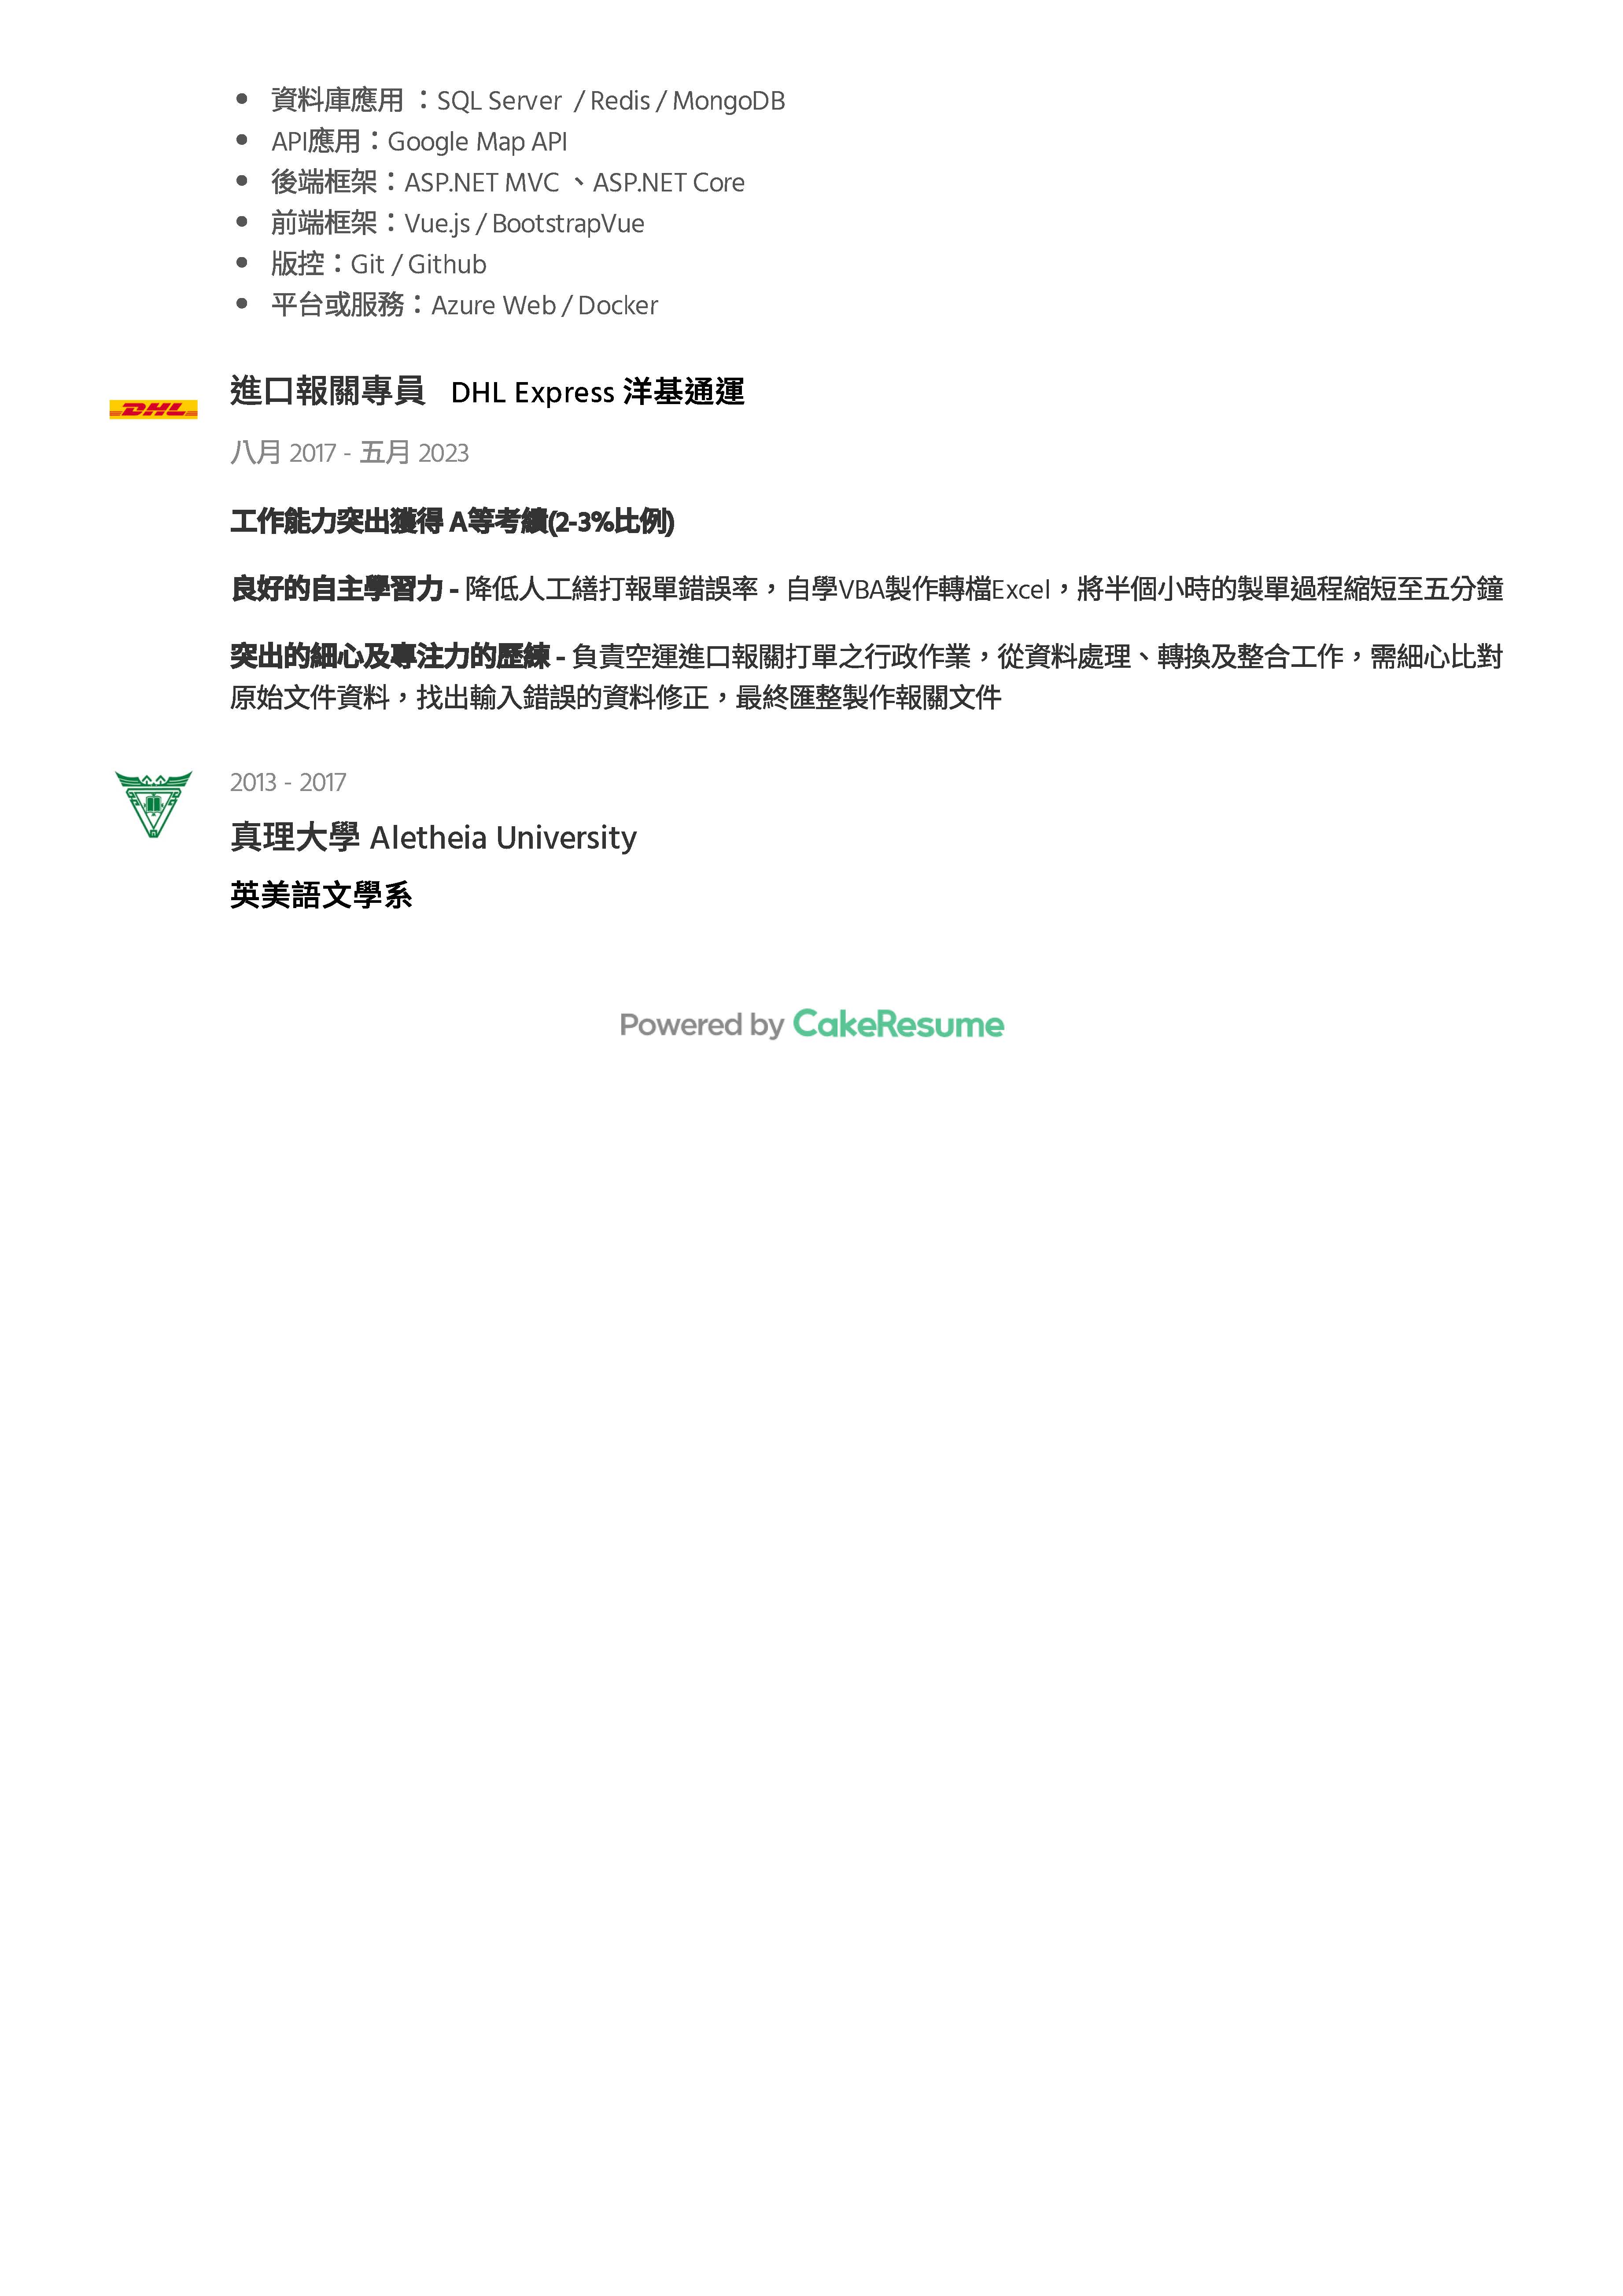 資料庫應用 ：SQL Server / Redis / MongoDB
API應用：Google Map API
後端框架：ASP.NET MVC 、ASP.NET Core
前端框架：Vue.js / BootstrapVue
版控：Git / Github
平台或服務：Azure Web / Docker
進口報關專員 DHL Express 洋基通運
DHL
八月 2017 - 五月 2023
工作能力突出獲得 A等考績(2-3%比例)
良好的自主學習力 - 降低人工繕打報單錯誤率，自學VBA製作轉檔Excel，將半個小時的製單過程縮短至五分鐘
突出的細心及專注力的歷練 - 負責空運進口報關打單之行政作業，從資料處理、轉換及整合工作，需細心比對
原始文件資料，找出輸入錯誤的資料修正，最終匯整製作報關文件
2013 - 2017
真理大學 Aletheia University
英美語文學系
Powered by CakeResume